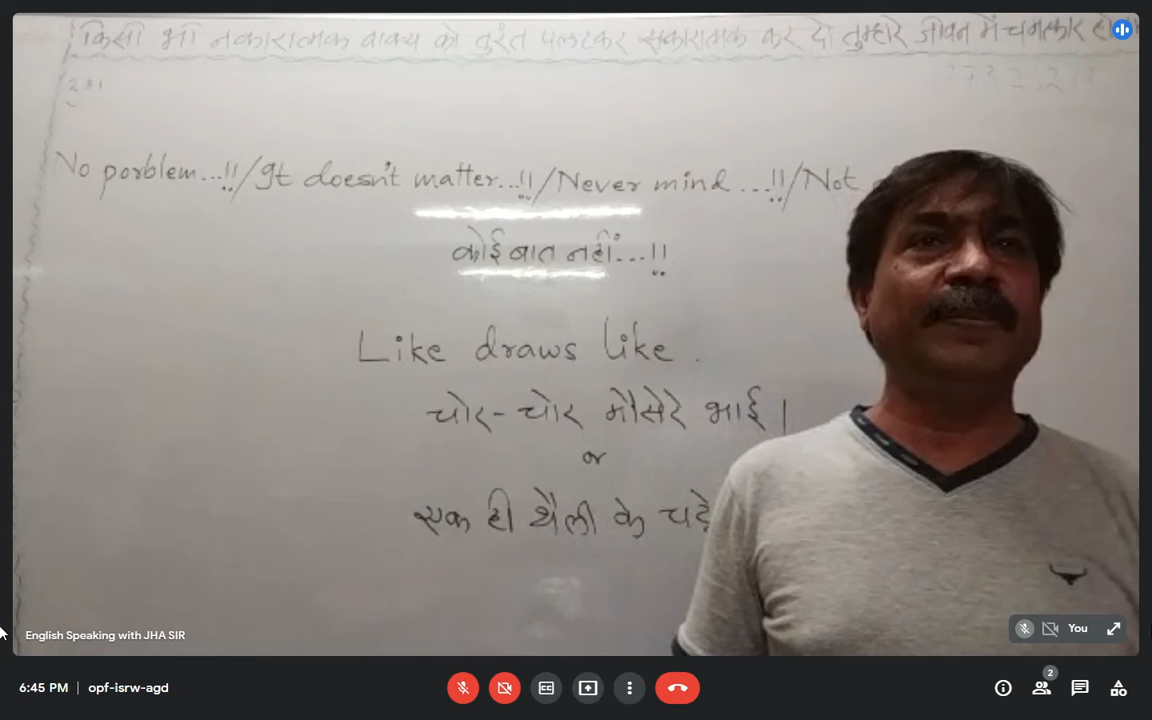 किसी भी नकारात्मक वाक्य को तुरंत पलटकर सकारात्मक कर दो तुम्हारे जीवन में चमत्कार
No porblem...!!/It doesn't matter...!!/Never mind...!!/Not
कोई बात नहीं...!!
Like draws like.
चोर-चोर मौसेरे भाई।
or
एक ही थैली के चट्टे
English Speaking with JHA SIR
You
6:45 PM | opf-isrw-agd
2